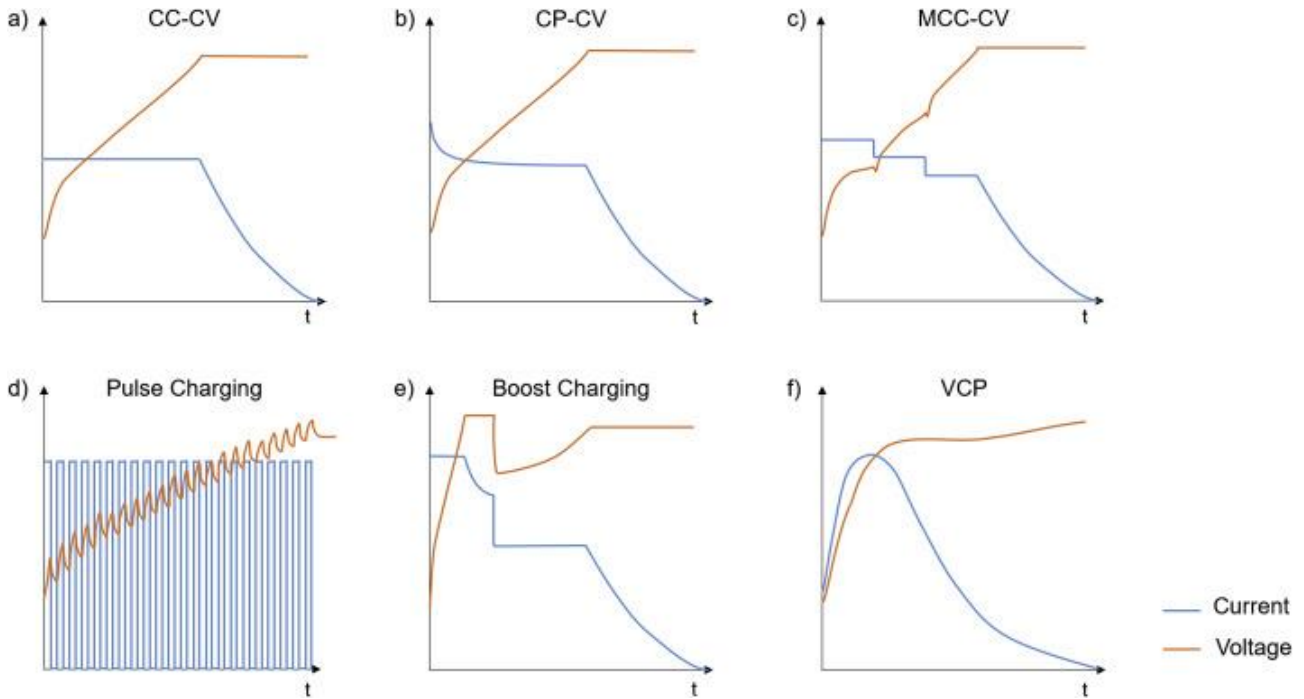 a) CC-CV
b) CP-CV
c) MCC-CV
t
t
t
d) Pulse Charging
e) Boost Charging
f) VCP
Current
Voltage
t
t
t